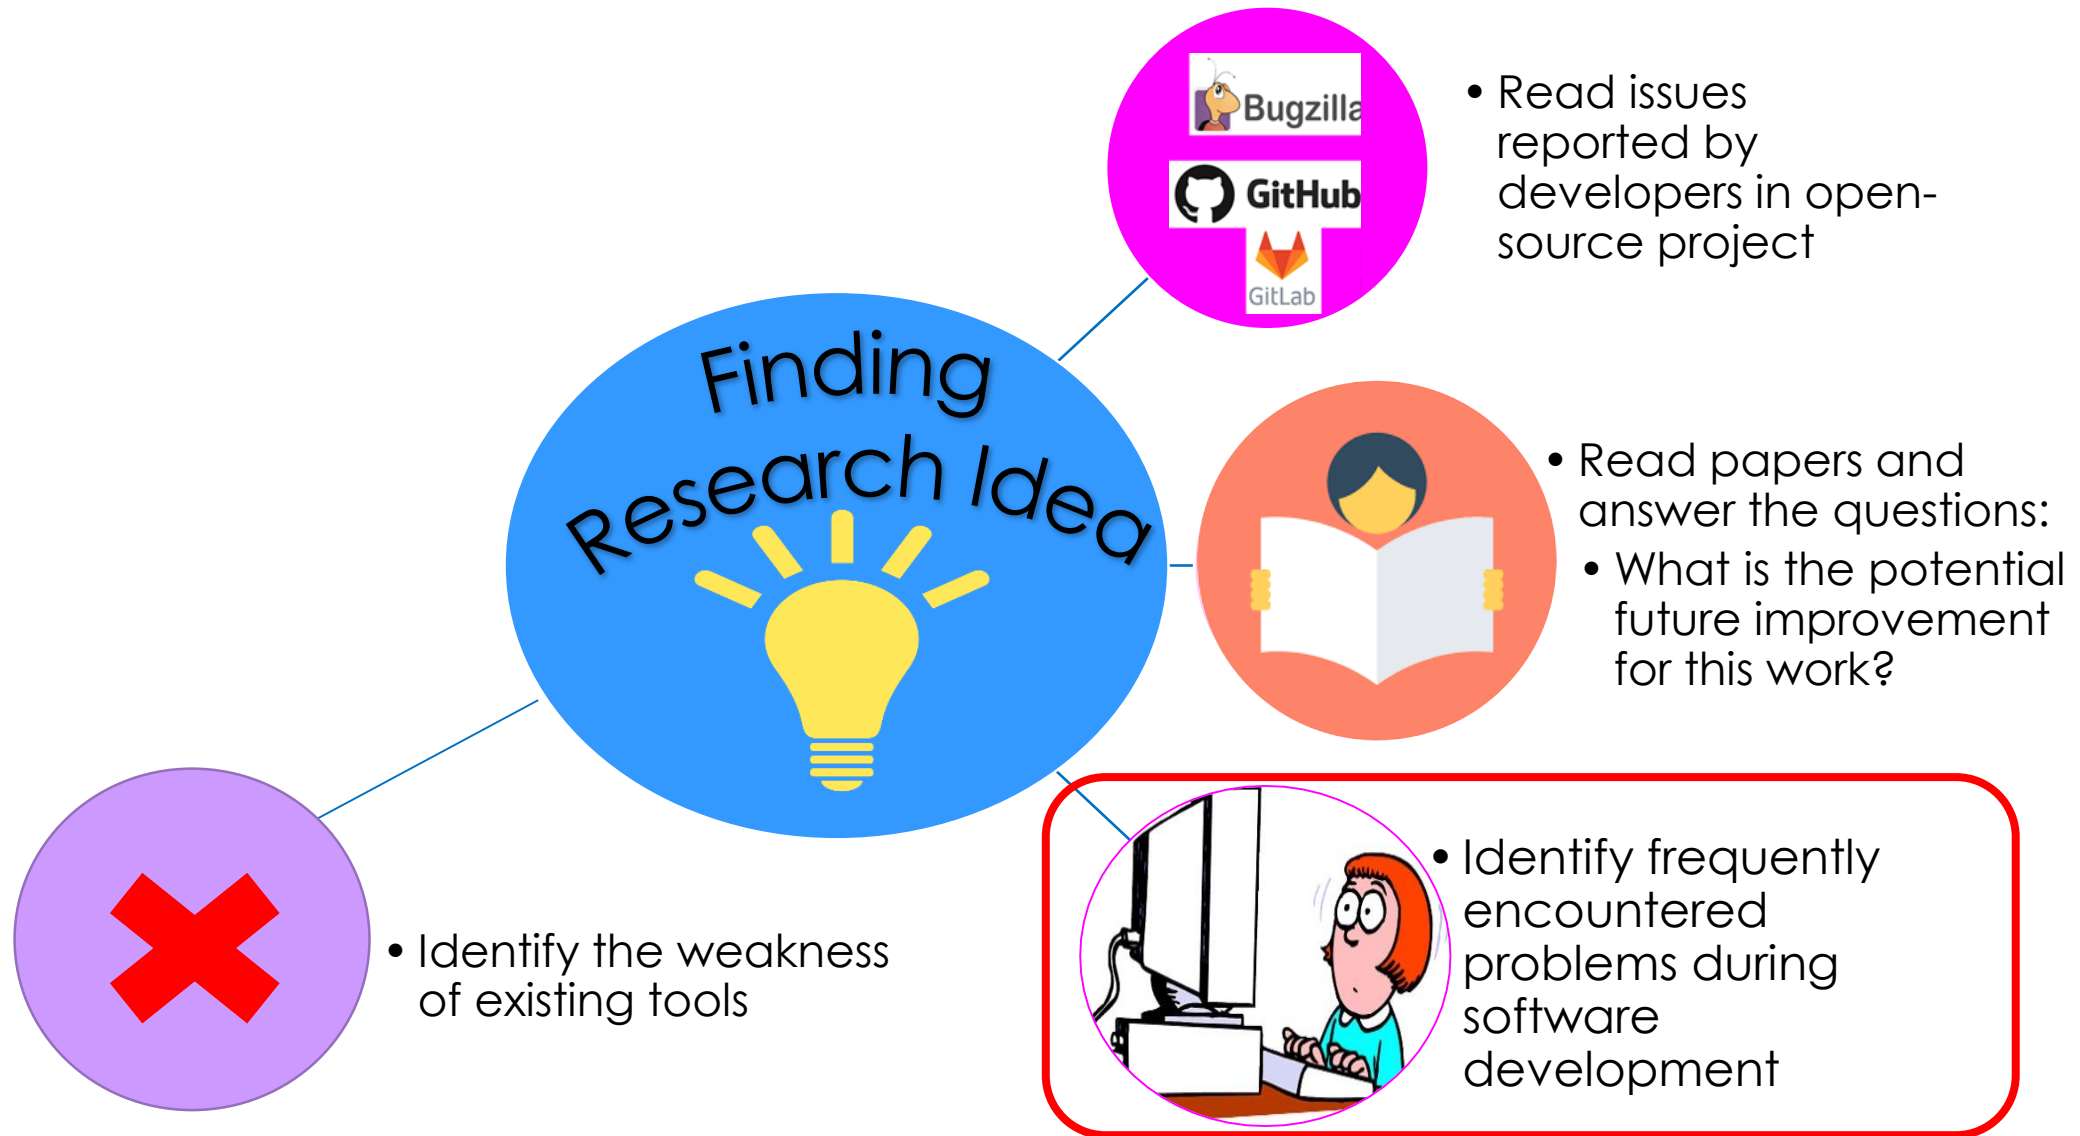 Bugzilla
GitHub
GitLab
• Read issues
reported by
developers in open-
source project
Finding
Research Idea
• Read papers and
answer the questions:
• What is the potential
future improvement
for this work?
• Identify the weakness
of existing tools
• Identify frequently
encountered
problems during
software
development